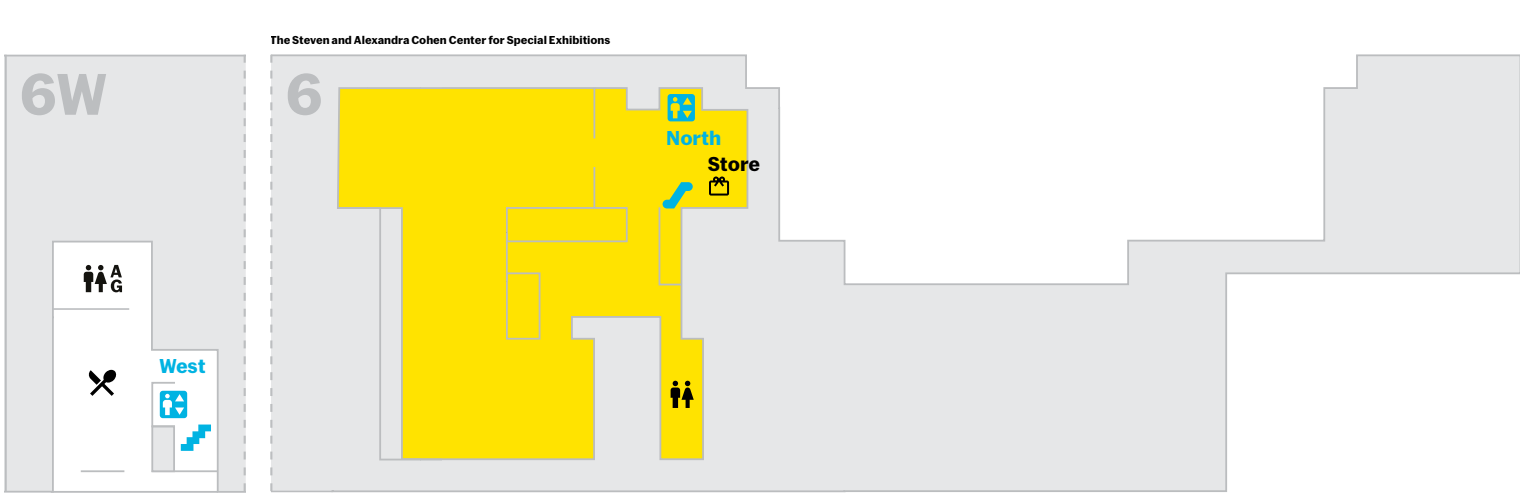 The Steven and Alexandra Cohen Center for Special Exhibitions
6W
6
North
Store
A
G
West